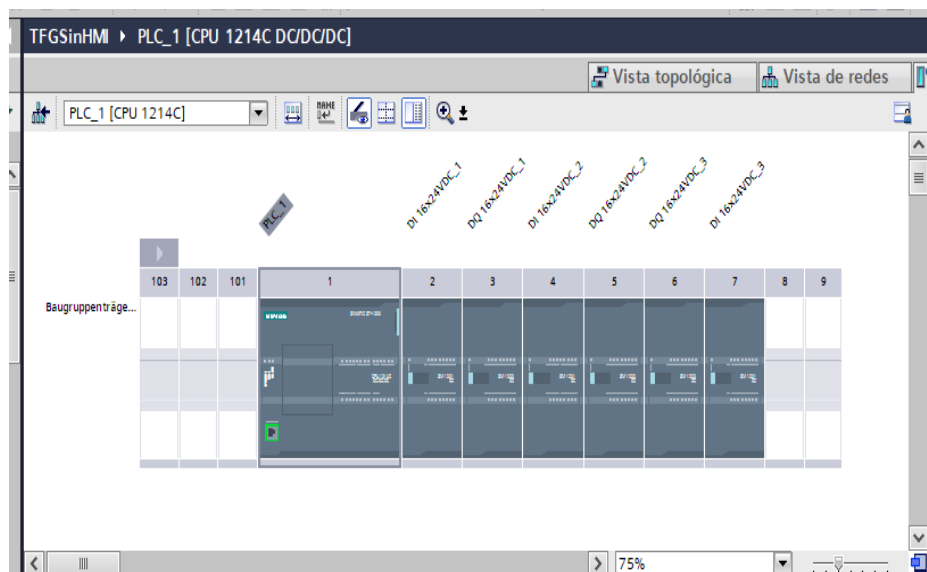 TFGSinHMI ▸ PLC_1 [CPU 1214C DC/DC/DC]
Vista topológica
Vista de redes
PLC_1 [CPU 1214C]
PLC_1
DI 16x24VDC_1
DQ 16x24VDC_1
DI 16x24VDC_2
DQ 16x24VDC_2
DQ 16x24VDC_3
DI 16x24VDC_3
103 102 101 1 2 3 4 5 6 7 8 9
Baugruppenträge...
SIEMENS
75%